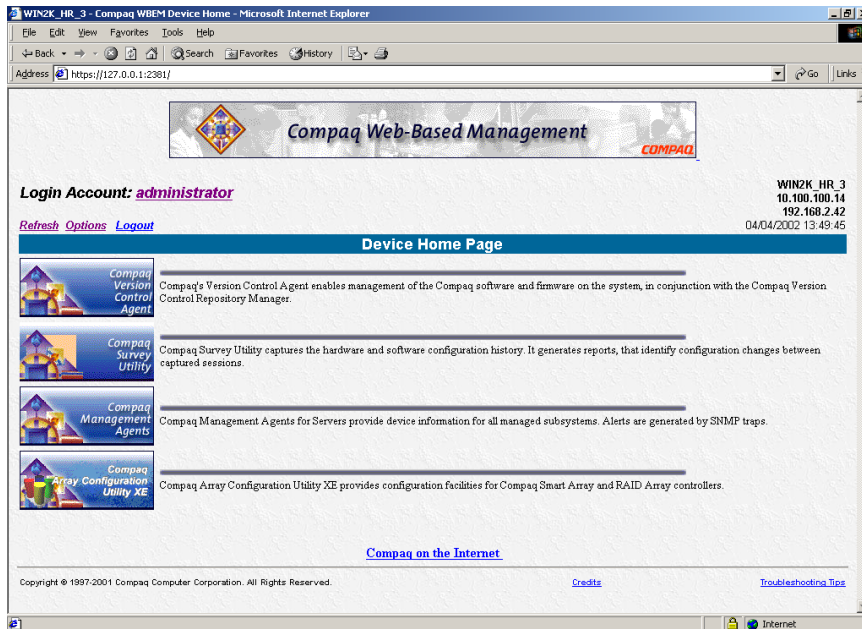 WIN2K_HR_3 - Compaq WBEM Device Home - Microsoft Internet Explorer
File Edit View Favorites Tools Help
Back Search Favorites History
Address https://127.0.0.1:2381/ Go Links
Compaq Web-Based Management
COMPAQ
Login Account: administrator
WIN2K_HR_3
10.100.100.14
192.168.2.42
Refresh Options Logout
04/04/2002 13:49:45
Device Home Page
Compaq
Version
Control
Agent
Compaq's Version Control Agent enables management of the Compaq software and firmware on the system, in conjunction with the Compaq Version
Control Repository Manager.
Compaq
Survey
Utility
Compaq Survey Utility captures the hardware and software configuration history. It generates reports, that identify configuration changes between
captured sessions.
Compaq
Management
Agents
Compaq Management Agents for Servers provide device information for all managed subsystems. Alerts are generated by SNMP traps.
Compaq
Array Configuration
Utility XE
Compaq Array Configuration Utility XE provides configuration facilities for Compaq Smart Array and RAID Array controllers.
Compaq on the Internet
Copyright © 1997-2001 Compaq Computer Corporation. All Rights Reserved. Credits Troubleshooting Tips
Internet